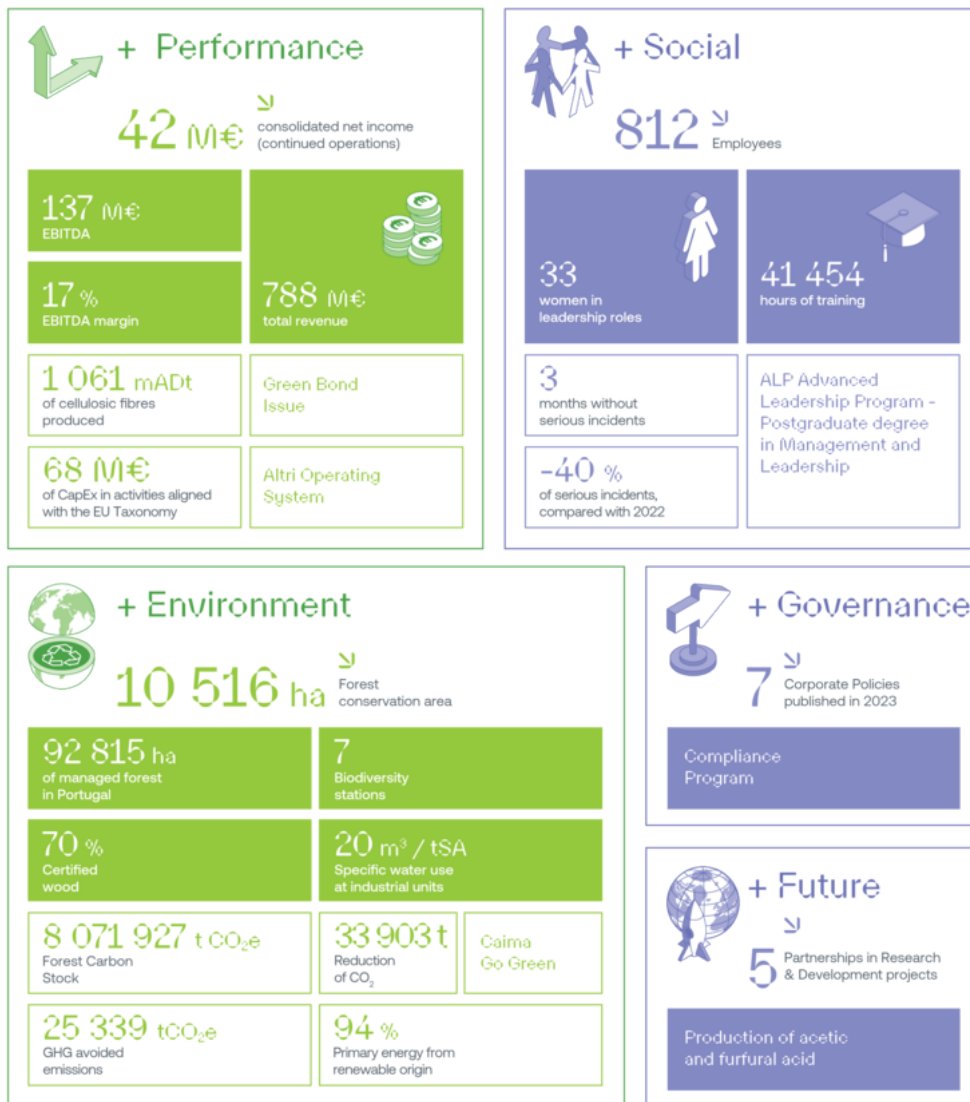 + Performance
42 M€
consolidated net income
(continued operations)
137 M€
EBITDA
17 %
EBITDA margin
788 M€
total revenue
1 061 mADt
of cellulosic fibres
produced
Green Bond
Issue
68 M€
of CapEx in activities aligned
with the EU Taxonomy
Altri Operating
System
+ Social
812
Employees
33
women in
leadership roles
41 454
hours of training
3
months without
serious incidents
-40 %
of serious incidents,
compared with 2022
ALP Advanced
Leadership Program -
Postgraduate degree
in Management and
Leadership
+ Environment
10 516 ha
Forest
conservation area
92 815 ha
of managed forest
in Portugal
7
Biodiversity
stations
70 %
Certified
wood
20 m³ / tSA
Specific water use
at industrial units
8 071 927 t CO₂e
Forest Carbon
Stock
33 903 t
Reduction
of CO₂
Caima
Go Green
25 339 tCO₂e
GHG avoided
emissions
94 %
Primary energy from
renewable origin
+ Governance
7
Corporate Policies
published in 2023
Compliance
Program
+ Future
5
Partnerships in Research
& Development projects
Production of acetic
and furfural acid